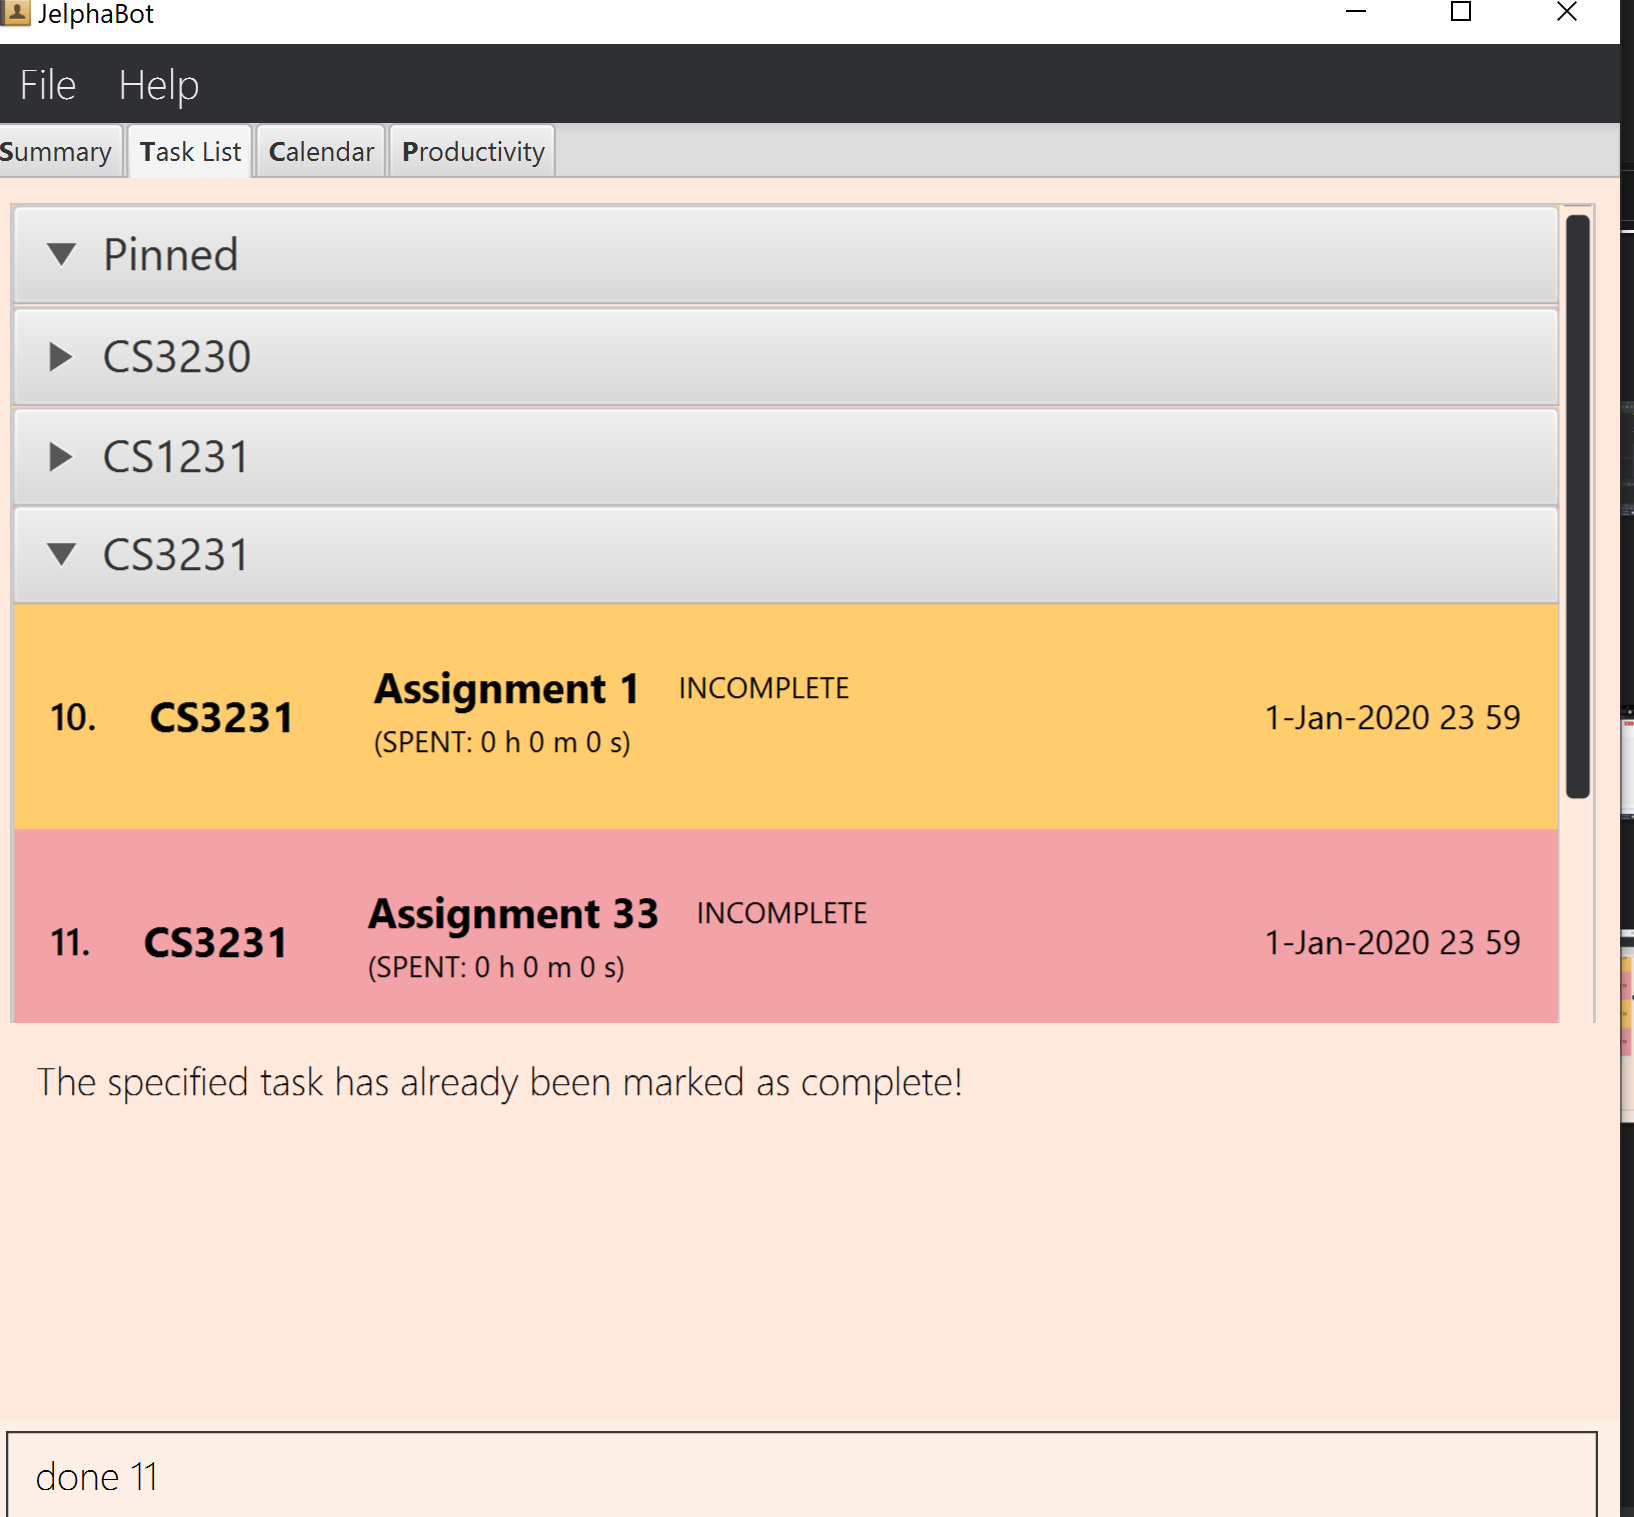 JelphaBot
File Help
Summary Task List Calendar Productivity
Pinned
CS3230
CS1231
CS3231
10. CS3231 Assignment 1 INCOMPLETE 1-Jan-2020 23 59
(SPENT: 0 h 0 m 0 s)
11. CS3231 Assignment 33 INCOMPLETE 1-Jan-2020 23 59
(SPENT: 0 h 0 m 0 s)
The specified task has already been marked as complete!
done 11